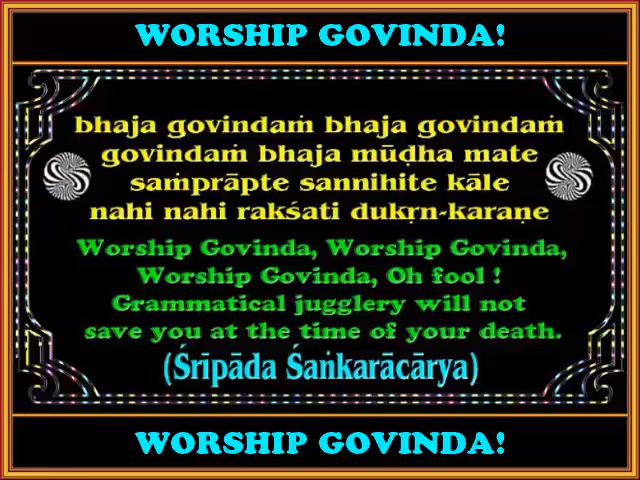 WORSHIP GOVINDA!
bhaja govindaṁ bhaja govindaṁ
govindaṁ bhaja mūḍha mate
saṁprāpte sannihite kāle
nahi nahi rakśati dukṛn-karaṇe
Worship Govinda, Worship Govinda,
Worship Govinda, Oh fool !
Grammatical jugglery will not
save you at the time of your death.
(Śrīpāda Śaṅkarācārya)
WORSHIP GOVINDA!